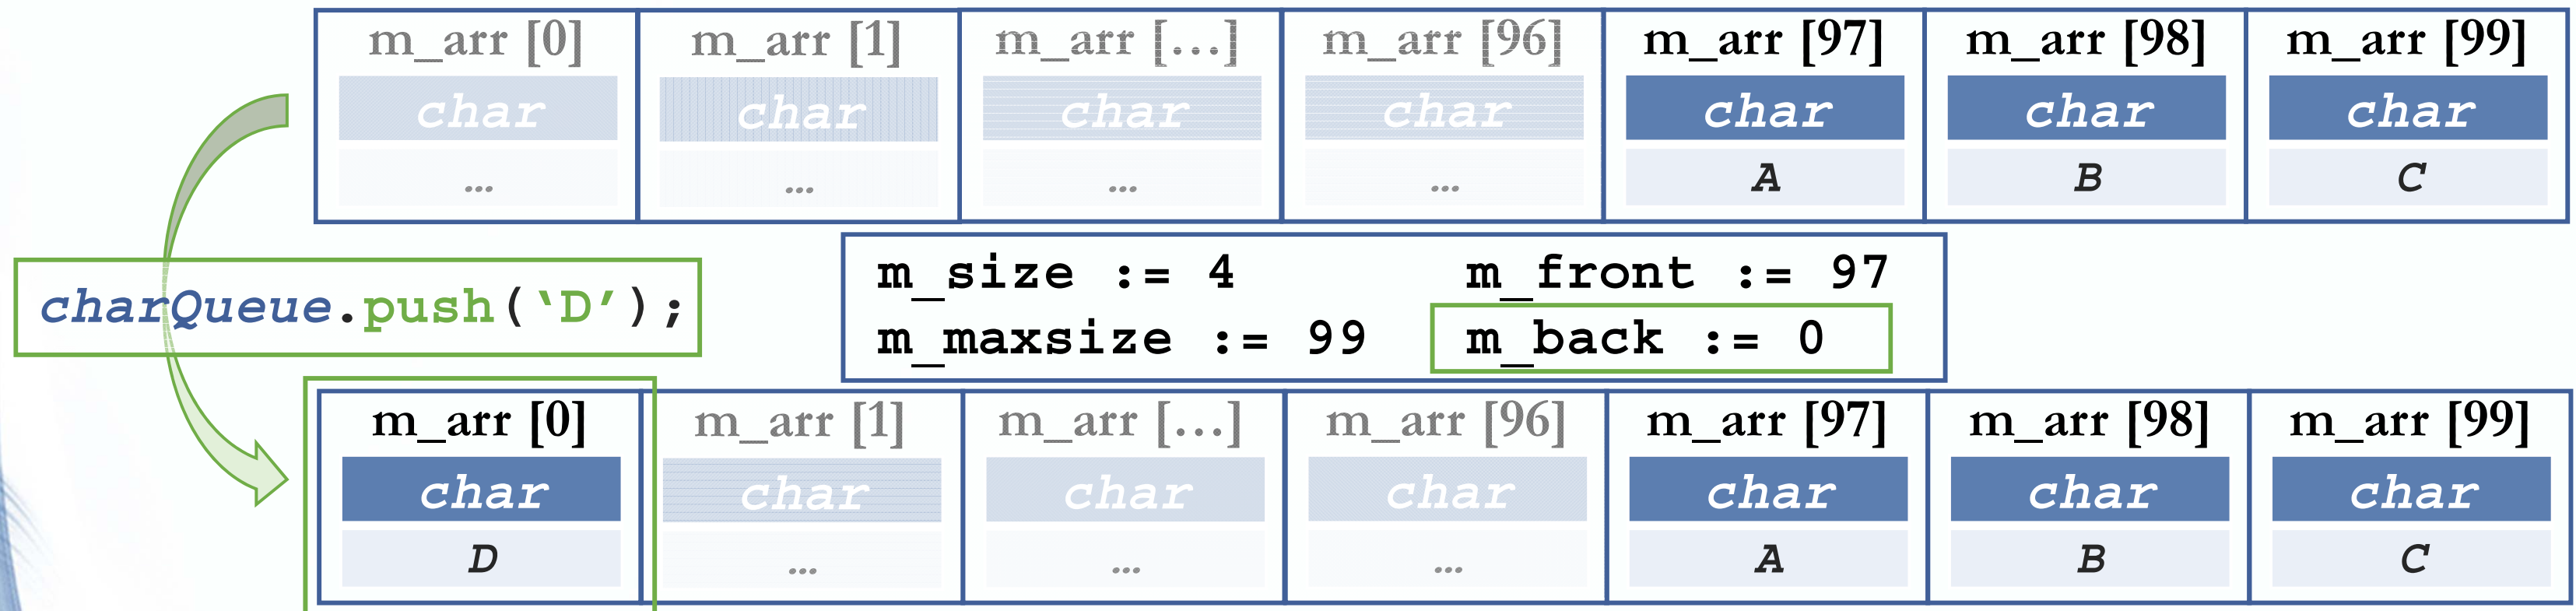 m_arr [0] m_arr [1] m_arr [...] m_arr [96] m_arr [97] m_arr [98] m_arr [99]
char char char char char char char
... ... ... ... A B C
charQueue.push(‘D’);
m_size := 4 m_front := 97
m_maxsize := 99 m_back := 0
m_arr [0] m_arr [1] m_arr [...] m_arr [96] m_arr [97] m_arr [98] m_arr [99]
char char char char char char char
D ... ... ... A B C